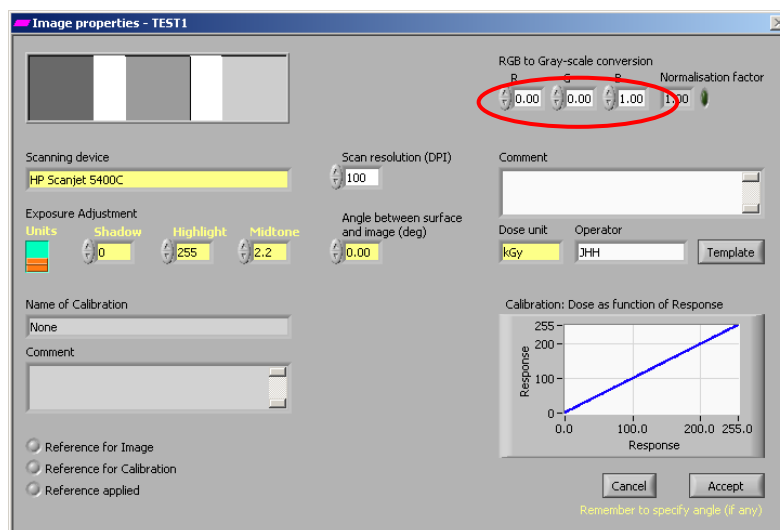 Image properties - TEST1
RGB to Gray-scale conversion
R G B Normalisation factor
0.00 0.00 1.00 1.00
Scanning device Scan resolution (DPI) Comment
HP Scanjet 5400C 100
Exposure Adjustment Angle between surface
and image (deg)
Units Shadow Highlight Midtone Dose unit Operator
0 255 2.2 0.00 kGy JHH Template
Name of Calibration Calibration: Dose as function of Response
None
Comment
255
200
100
0
Response
0.0 100.0 200.0 255.0
Response
Reference for Image
Reference for Calibration
Reference applied
Cancel Accept
Remember to specify angle (if any)